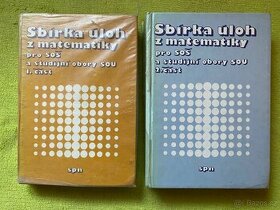 Sbírka úloh
z matematiky
pro SOŠ
a studijní obory SOU
1. část
spn
Sbírka úloh
z matematiky
pro SOŠ
a studijní obory SOU
2. část
spn